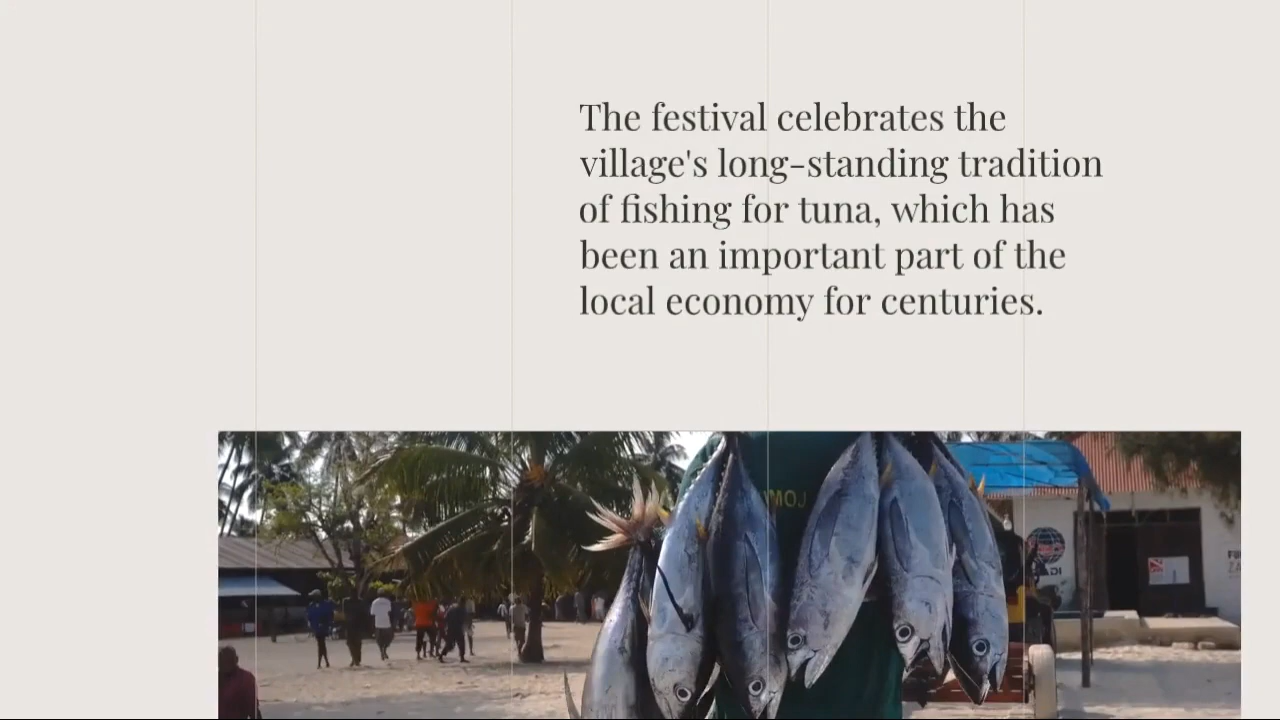 The festival celebrates the
village's long-standing tradition
of fishing for tuna, which has
been an important part of the
local economy for centuries.